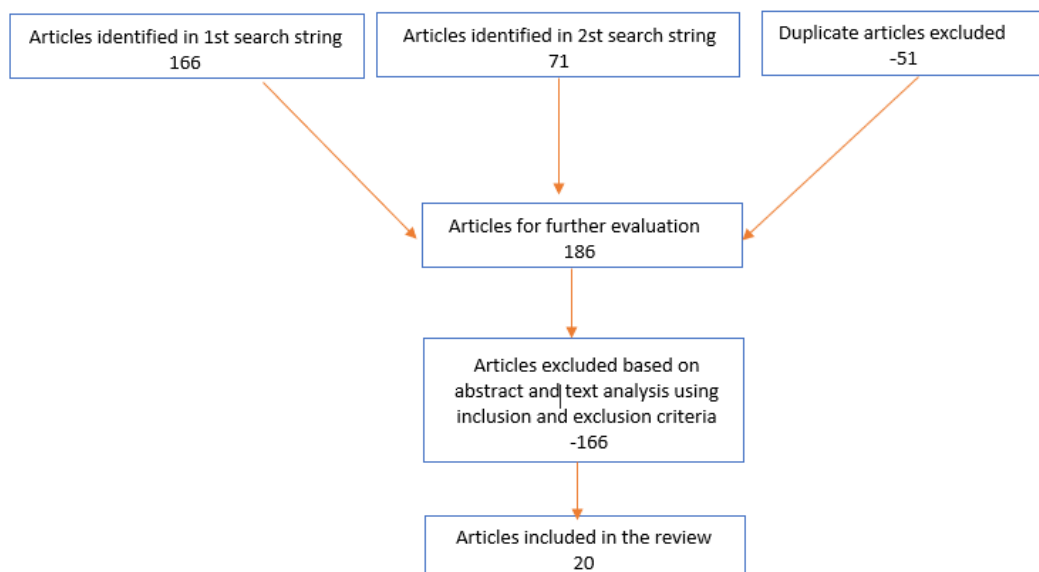 Articles identified in 1st search string
166
Articles identified in 2st search string
71
Duplicate articles excluded
-51
Articles for further evaluation
186
Articles excluded based on
abstract and text analysis using
inclusion and exclusion criteria
-166
Articles included in the review
20